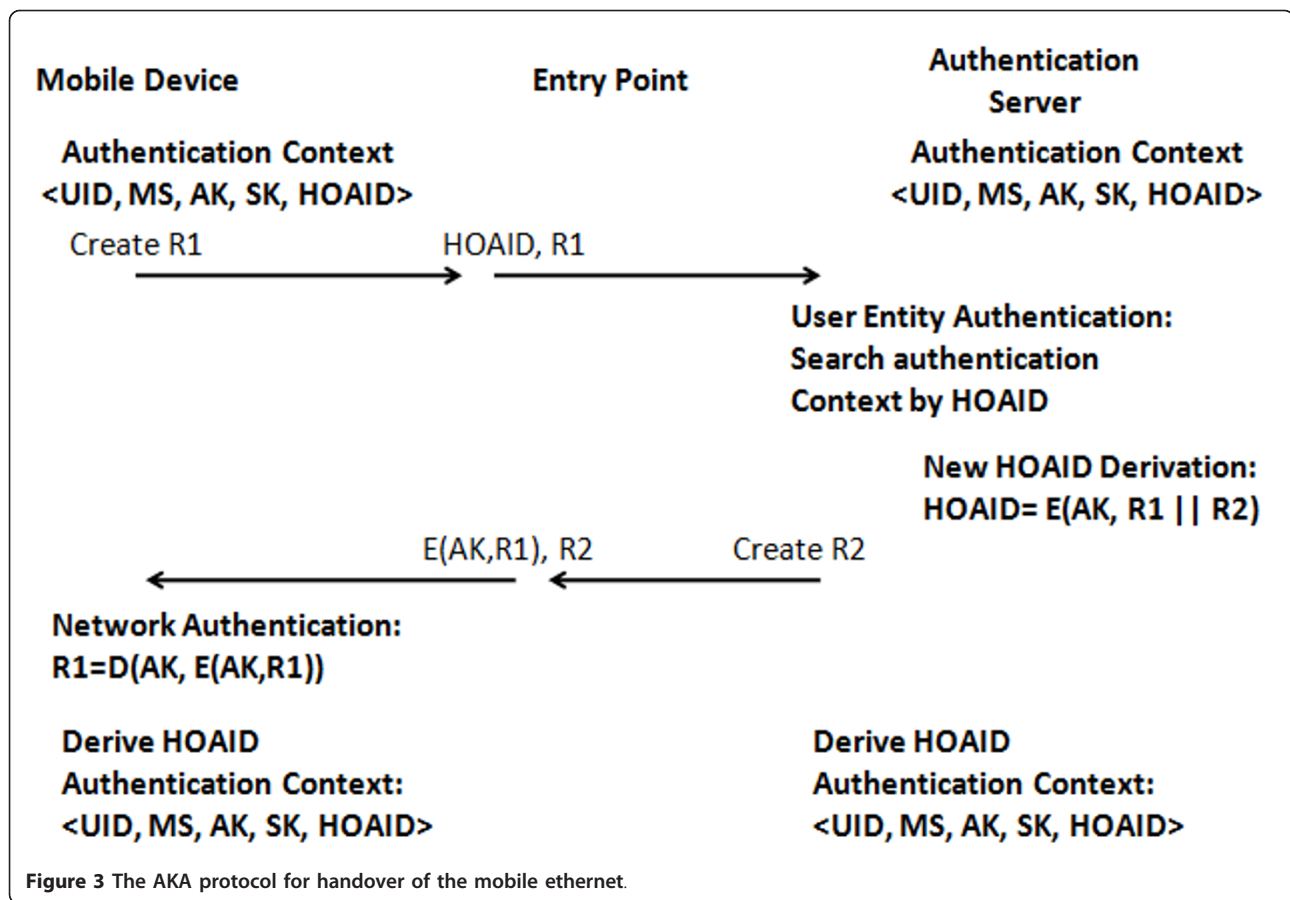 Mobile Device
Entry Point
Authentication
Server
Authentication Context
<UID, MS, AK, SK, HOAID>
Authentication Context
<UID, MS, AK, SK, HOAID>
Create R1
HOAID, R1
User Entity Authentication:
Search authentication
Context by HOAID
New HOAID Derivation:
HOAID= E(AK, R1 || R2)
E(AK,R1), R2
Create R2
Network Authentication:
R1=D(AK, E(AK,R1))
Derive HOAID
Authentication Context:
<UID, MS, AK, SK, HOAID>
Derive HOAID
Authentication Context:
<UID, MS, AK, SK, HOAID>
Figure 3 The AKA protocol for handover of the mobile ethernet.